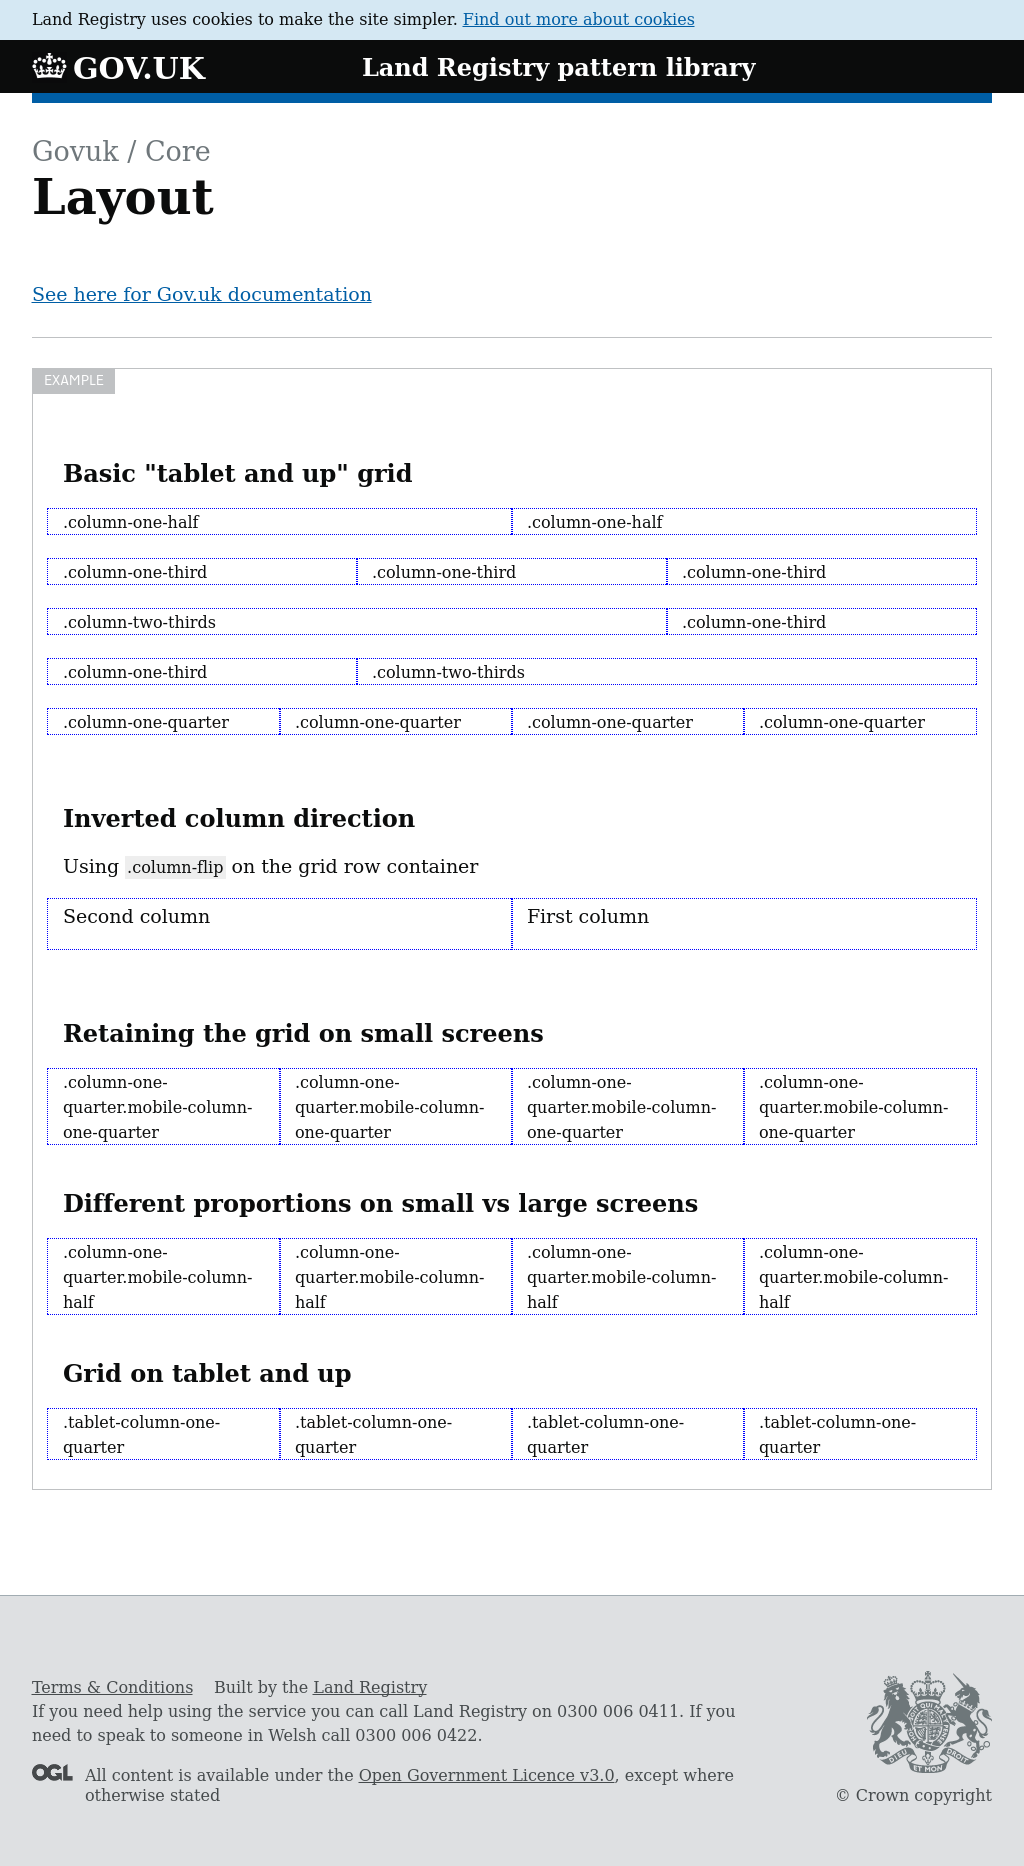 Land Registry uses cookies to make the site simpler. Find out more about cookies
GOV.UK
Land Registry pattern library
Govuk / Core
Layout
See here for Gov.uk documentation
EXAMPLE
Basic "tablet and up" grid
.column-one-half .column-one-half
.column-one-third .column-one-third .column-one-third
.column-two-thirds .column-one-third
.column-one-third .column-two-thirds
.column-one-quarter .column-one-quarter .column-one-quarter .column-one-quarter
Inverted column direction
Using .column-flip on the grid row container
Second column First column
Retaining the grid on small screens
.column-one- .column-one- .column-one- .column-one-
quarter.mobile-column- quarter.mobile-column- quarter.mobile-column- quarter.mobile-column-
one-quarter one-quarter one-quarter one-quarter
Different proportions on small vs large screens
.column-one- .column-one- .column-one- .column-one-
quarter.mobile-column- quarter.mobile-column- quarter.mobile-column- quarter.mobile-column-
half half half half
Grid on tablet and up
.tablet-column-one- .tablet-column-one- .tablet-column-one- .tablet-column-one-
quarter quarter quarter quarter
Terms & Conditions Built by the Land Registry
If you need help using the service you can call Land Registry on 0300 006 0411. If you
need to speak to someone in Welsh call 0300 006 0422.
OGL All content is available under the Open Government Licence v3.0, except where
otherwise stated
© Crown copyright